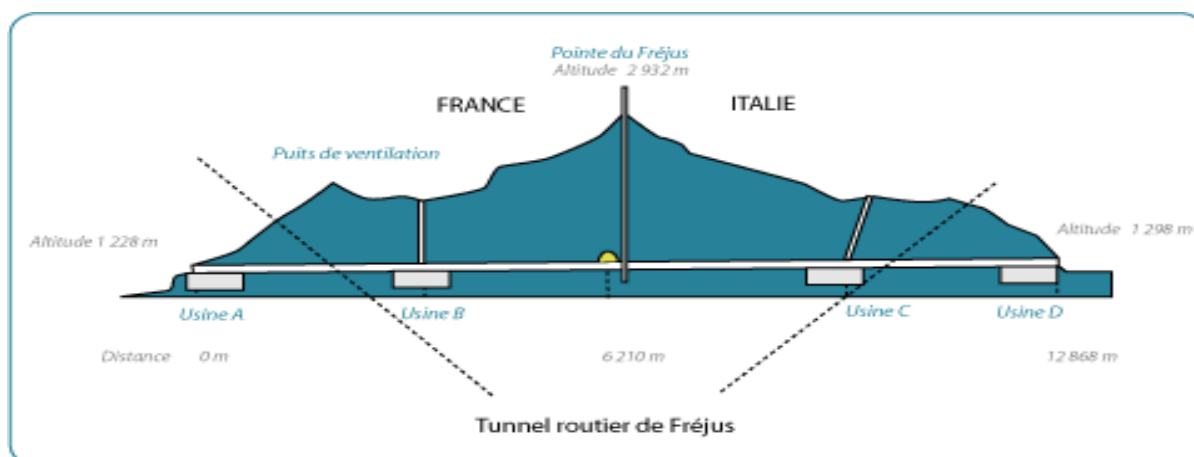 Pointe du Fréjus
Altitude 2 932 m
FRANCE
ITALIE
Puits de ventilation
Altitude 1 228 m
Altitude 1 298 m
Usine A
Usine B
Usine C
Usine D
Distance 0 m
6 210 m
12 868 m
Tunnel routier de Fréjus